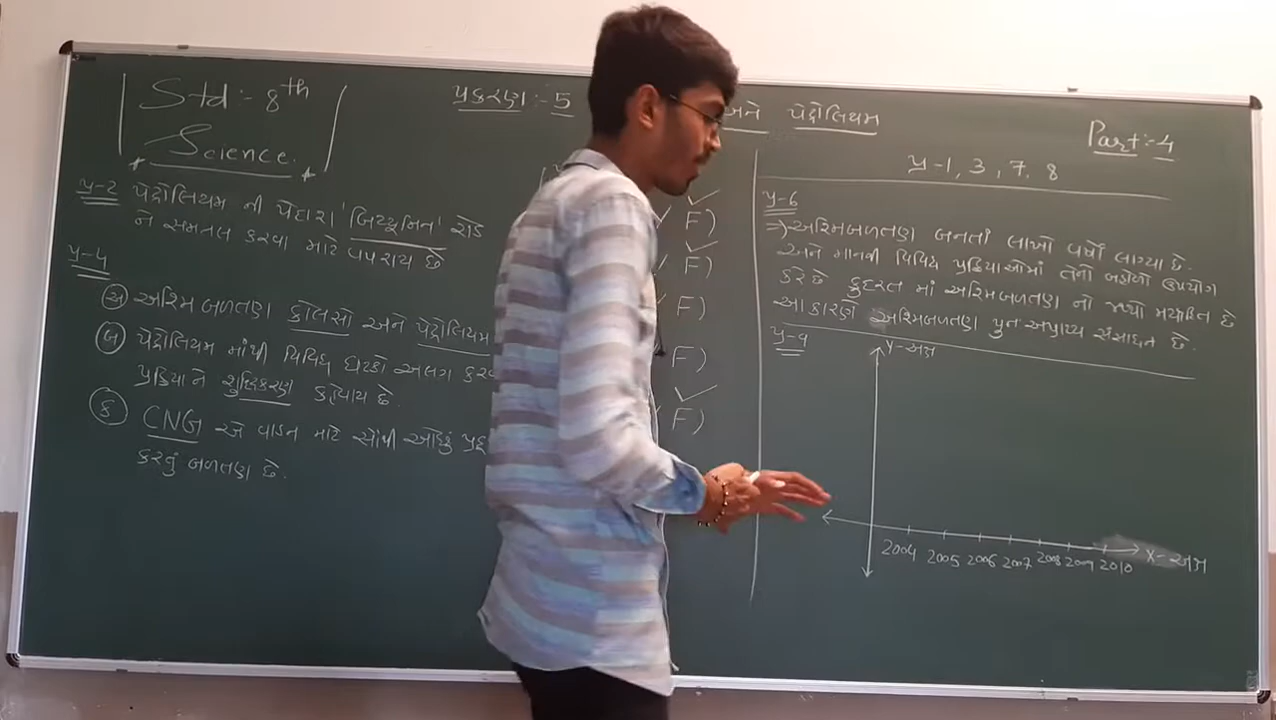 Std :- 8th
Science.
પ્રકરણ :- 5
અને પેટ્રોલિયમ
Part :- 4
પ્ર-2 પેટ્રોલિયમ ની પેદાશ 'બિટ્યૂમિન' રોડ
ને સમતલ કરવા માટે વપરાય છે
પ્ર-4
અ અશ્મિ બળતણ કોલસો અને પેટ્રોલિયમ
બ પેટ્રોલિયમ માંથી વિવિધ ઘટકો અલગ કરવ
પ્રક્રિયાને શુદ્ધિકરણ કહેવાય છે.
ક CNG એ વાહન માટે સૌથી ઓછું પ્રદૂ
કરતું બળતણ છે.
F)
F)
F)
F)
F)
પ્ર-1, 3, 7, 8
પ્ર-6
=> અશ્મિબળતણ બનતાં લાખો વર્ષો લાગ્યા છે.
અને માનવી વિવિધ પ્રક્રિયાઓમાં તેનો બહોળો ઉપયોગ
કરે છે કુદરત માં અશ્મિબળતણ નો જથ્થો મર્યાદિત છે
આ કારણે અશ્મિબળતણ પુનઃઅપ્રાપ્ય સંસાધન છે.
પ્ર-9
Y-અક્ષ
X-અક્ષ
2004 2005 2006 2007 2008 2009 2010